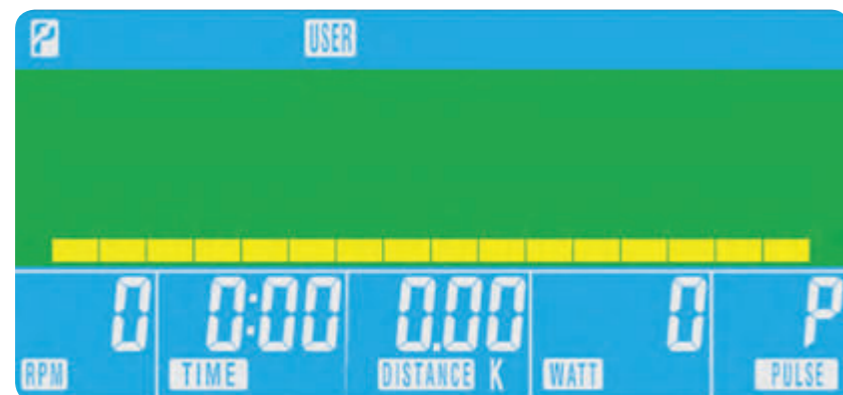 P USER
0 0:00 0.00 0 P
RPM TIME DISTANCE K WATT PULSE